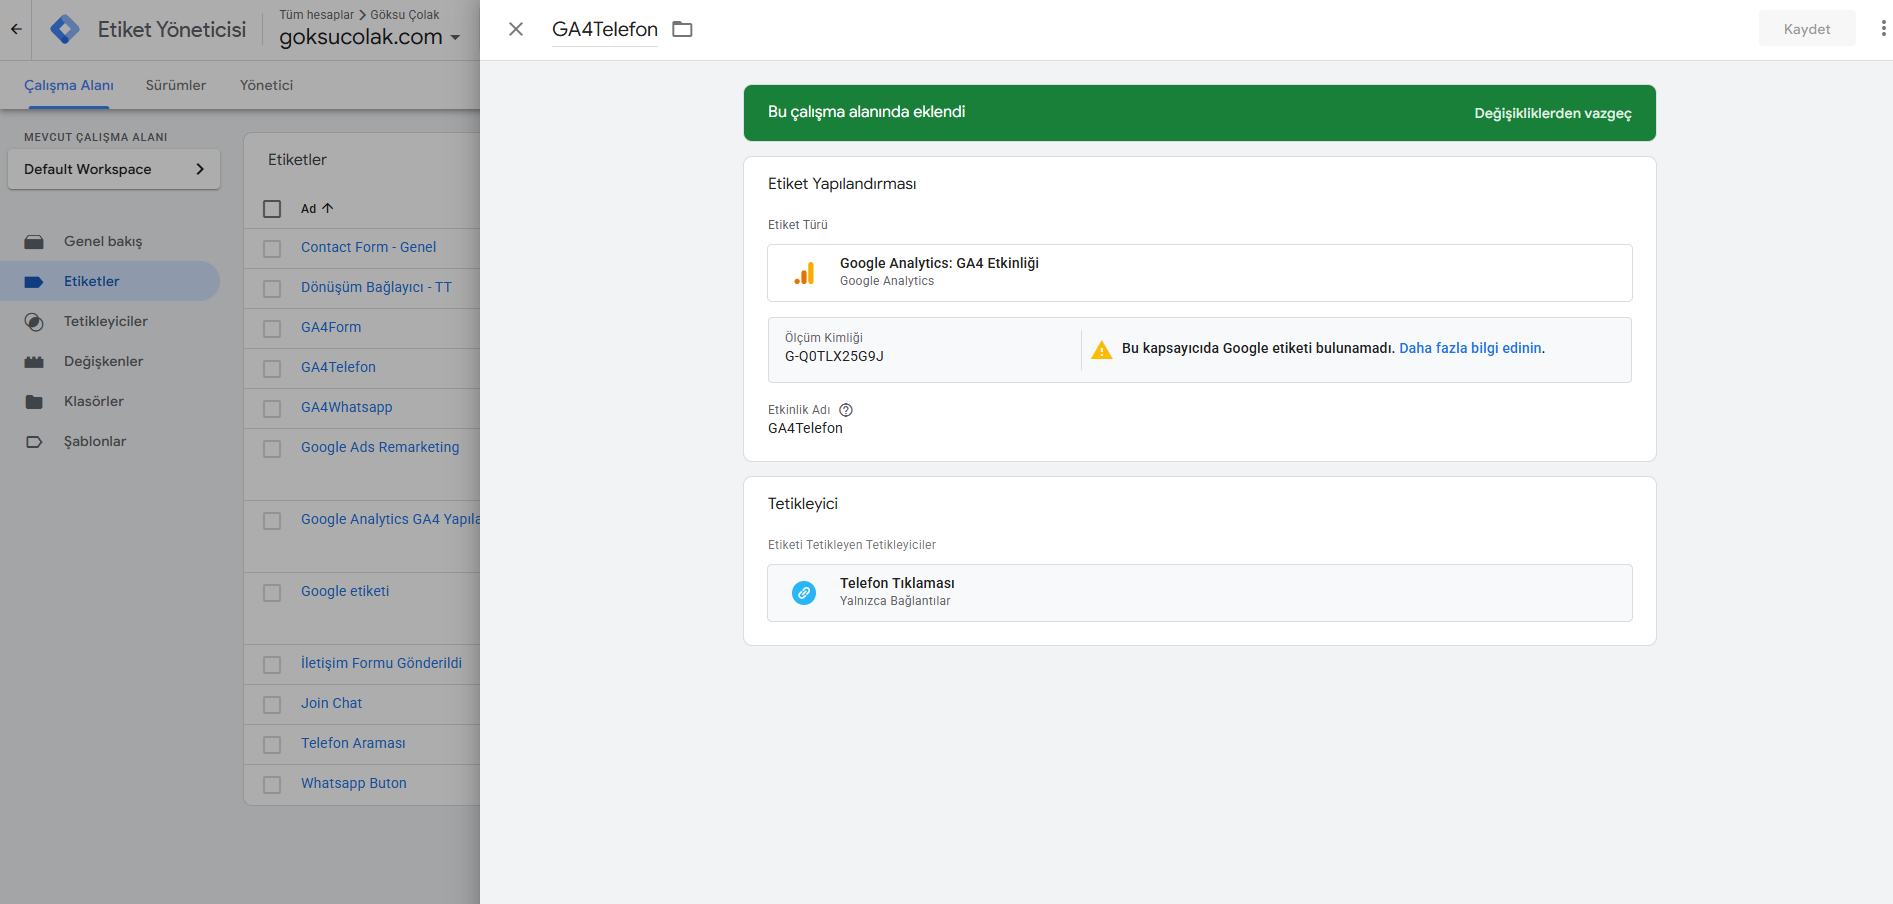 Etiket Yöneticisi
Tüm hesaplar > Göksu Çolak
goksucolak.com
GA4Telefon
Kaydet
Çalışma Alanı
Sürümler
Yönetici
MEVCUT ÇALIŞMA ALANI
Default Workspace
Genel bakış
Etiketler
Tetikleyiciler
Değişkenler
Klasörler
Şablonlar
Etiketler
Ad
Contact Form - Genel
Dönüşüm Bağlayıcı - TT
GA4Form
GA4Telefon
GA4Whatsapp
Google Ads Remarketing
Google Analytics GA4 Yapıla
Google etiketi
İletişim Formu Gönderildi
Join Chat
Telefon Araması
Whatsapp Buton
Bu çalışma alanında eklendi
Değişikliklerden vazgeç
Etiket Yapılandırması
Etiket Türü
Google Analytics: GA4 Etkinliği
Google Analytics
Ölçüm Kimliği
G-Q0TLX25G9J
Bu kapsayıcıda Google etiketi bulunamadı. Daha fazla bilgi edinin.
Etkinlik Adı
GA4Telefon
Tetikleyici
Etiketi Tetikleyen Tetikleyiciler
Telefon Tıklaması
Yalnızca Bağlantılar